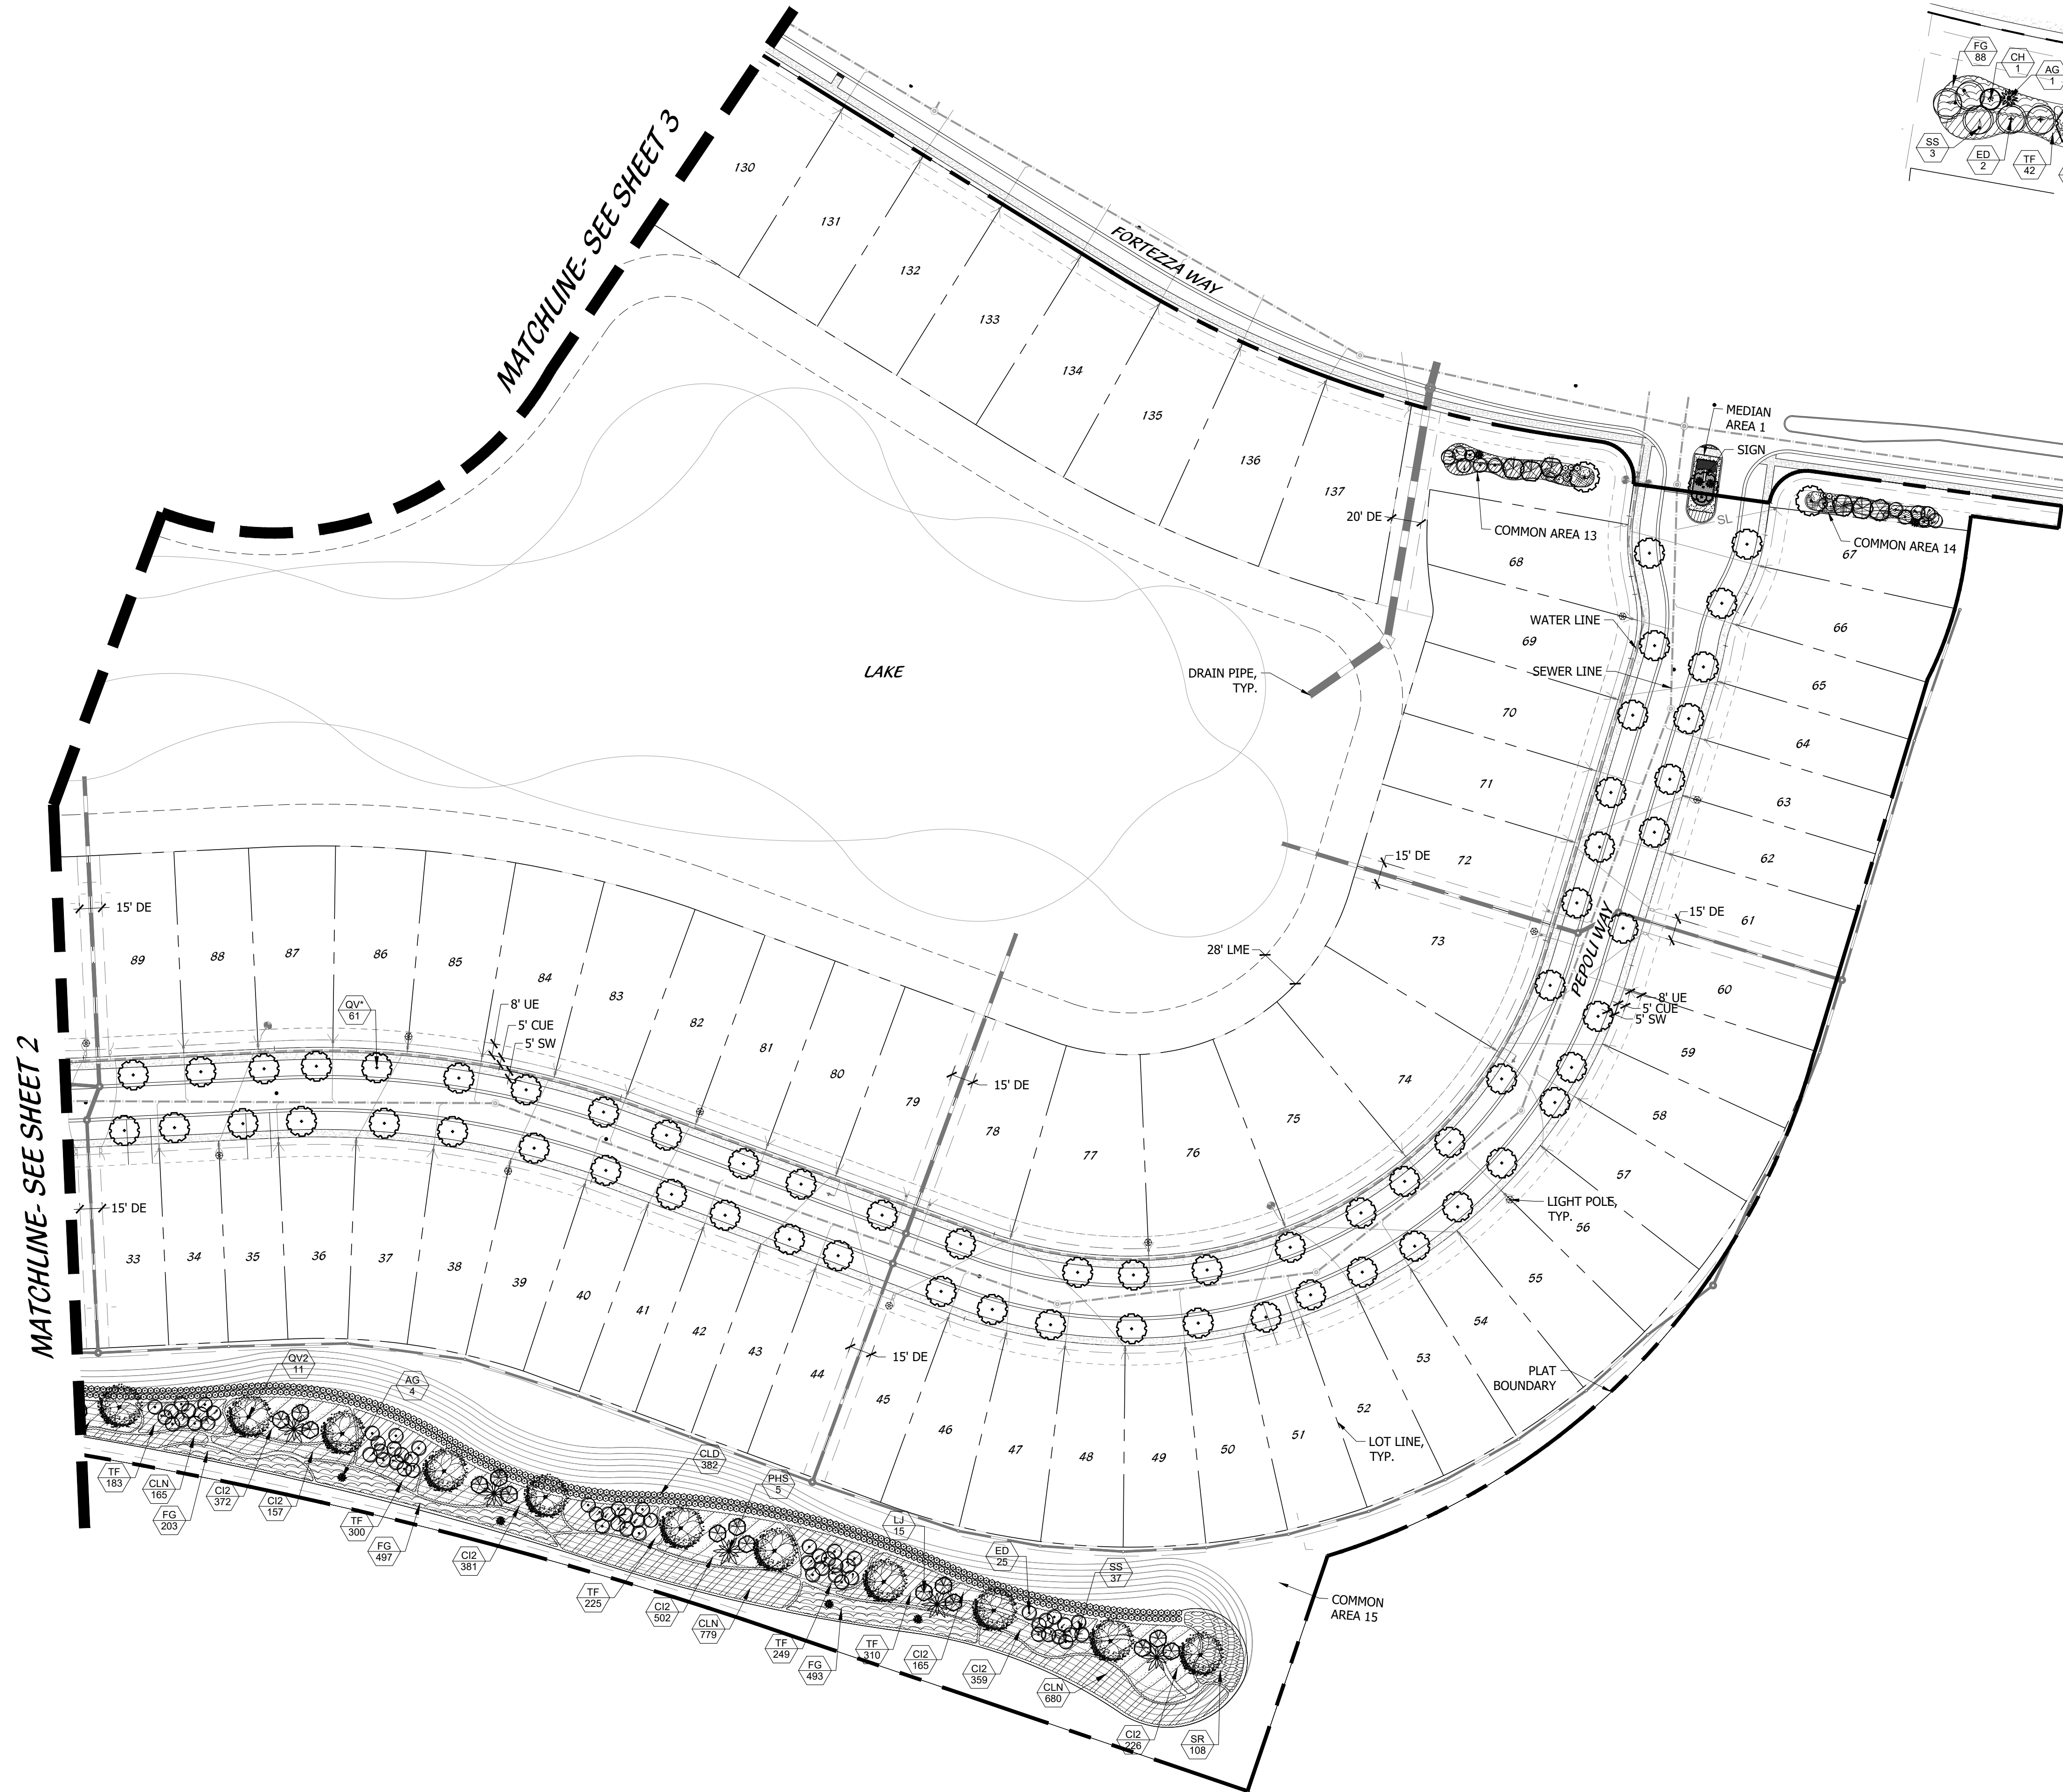 FG
88
CH
1
AG
1
SS
3
ED
2
TF
42
MATCHLINE- SEE SHEET 3
130
131
132
133
134
135
136
137
FORTEZZA WAY
MEDIAN
AREA 1
SIGN
SL
20' DE
COMMON AREA 13
COMMON AREA 14
67
68
WATER LINE
69
66
SEWER LINE
LAKE
DRAIN PIPE,
TYP.
65
70
64
71
63
72
15' DE
62
15' DE
61
73
PEPOLI WAY
60
28' LME
8' UE
5' CUE
5' SW
59
74
58
75
57
76
77
78
LIGHT POLE,
TYP.
56
55
54
53
PLAT
BOUNDARY
52
LOT LINE,
TYP.
51
50
49
48
47
46
45
15' DE
89
88
87
86
85
84
83
82
81
80
79
15' DE
QV*
61
8' UE
5' CUE
5' SW
MATCHLINE- SEE SHEET 2
15' DE
33
34
35
36
37
38
39
40
41
42
43
44
15' DE
QV2
11
AG
4
CLD
382
PHS
5
LJ
15
ED
25
SS
37
TF
183
CLN
165
FG
203
CI2
372
CI2
157
TF
300
FG
497
CI2
381
TF
225
CI2
502
CLN
779
TF
249
FG
493
TF
310
CI2
165
CI2
359
CLN
680
CI2
226
SR
108
COMMON
AREA 15